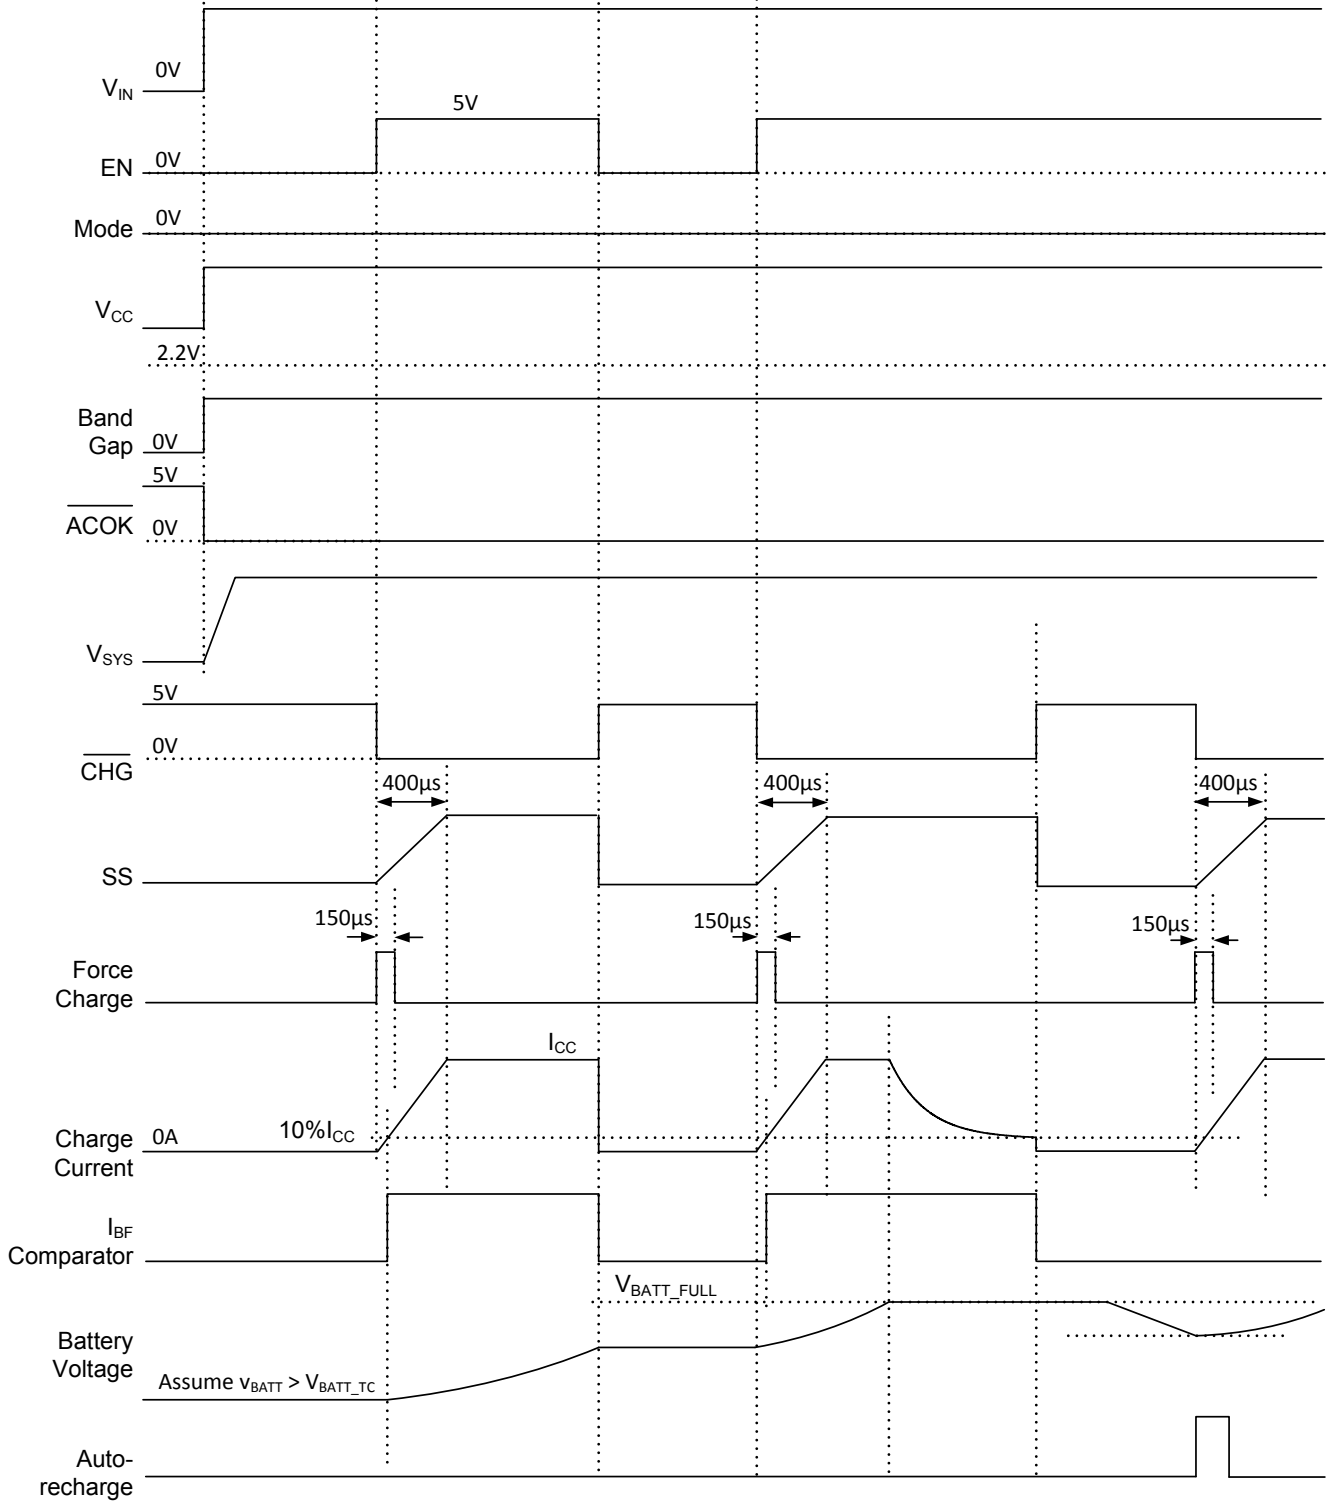 0V
V_IN
5V
0V
EN
0V
Mode
V_CC
2.2V
Band
Gap
0V
5V
ACOK
0V
V_SYS
5V
0V
CHG
400µs
400µs
400µs
SS
150µs
150µs
150µs
Force
Charge
I_CC
10%I_CC
0A
Charge
Current
I_BF
Comparator
V_BATT_FULL
Battery
Voltage
Assume v_BATT > V_BATT_TC
Auto-
recharge